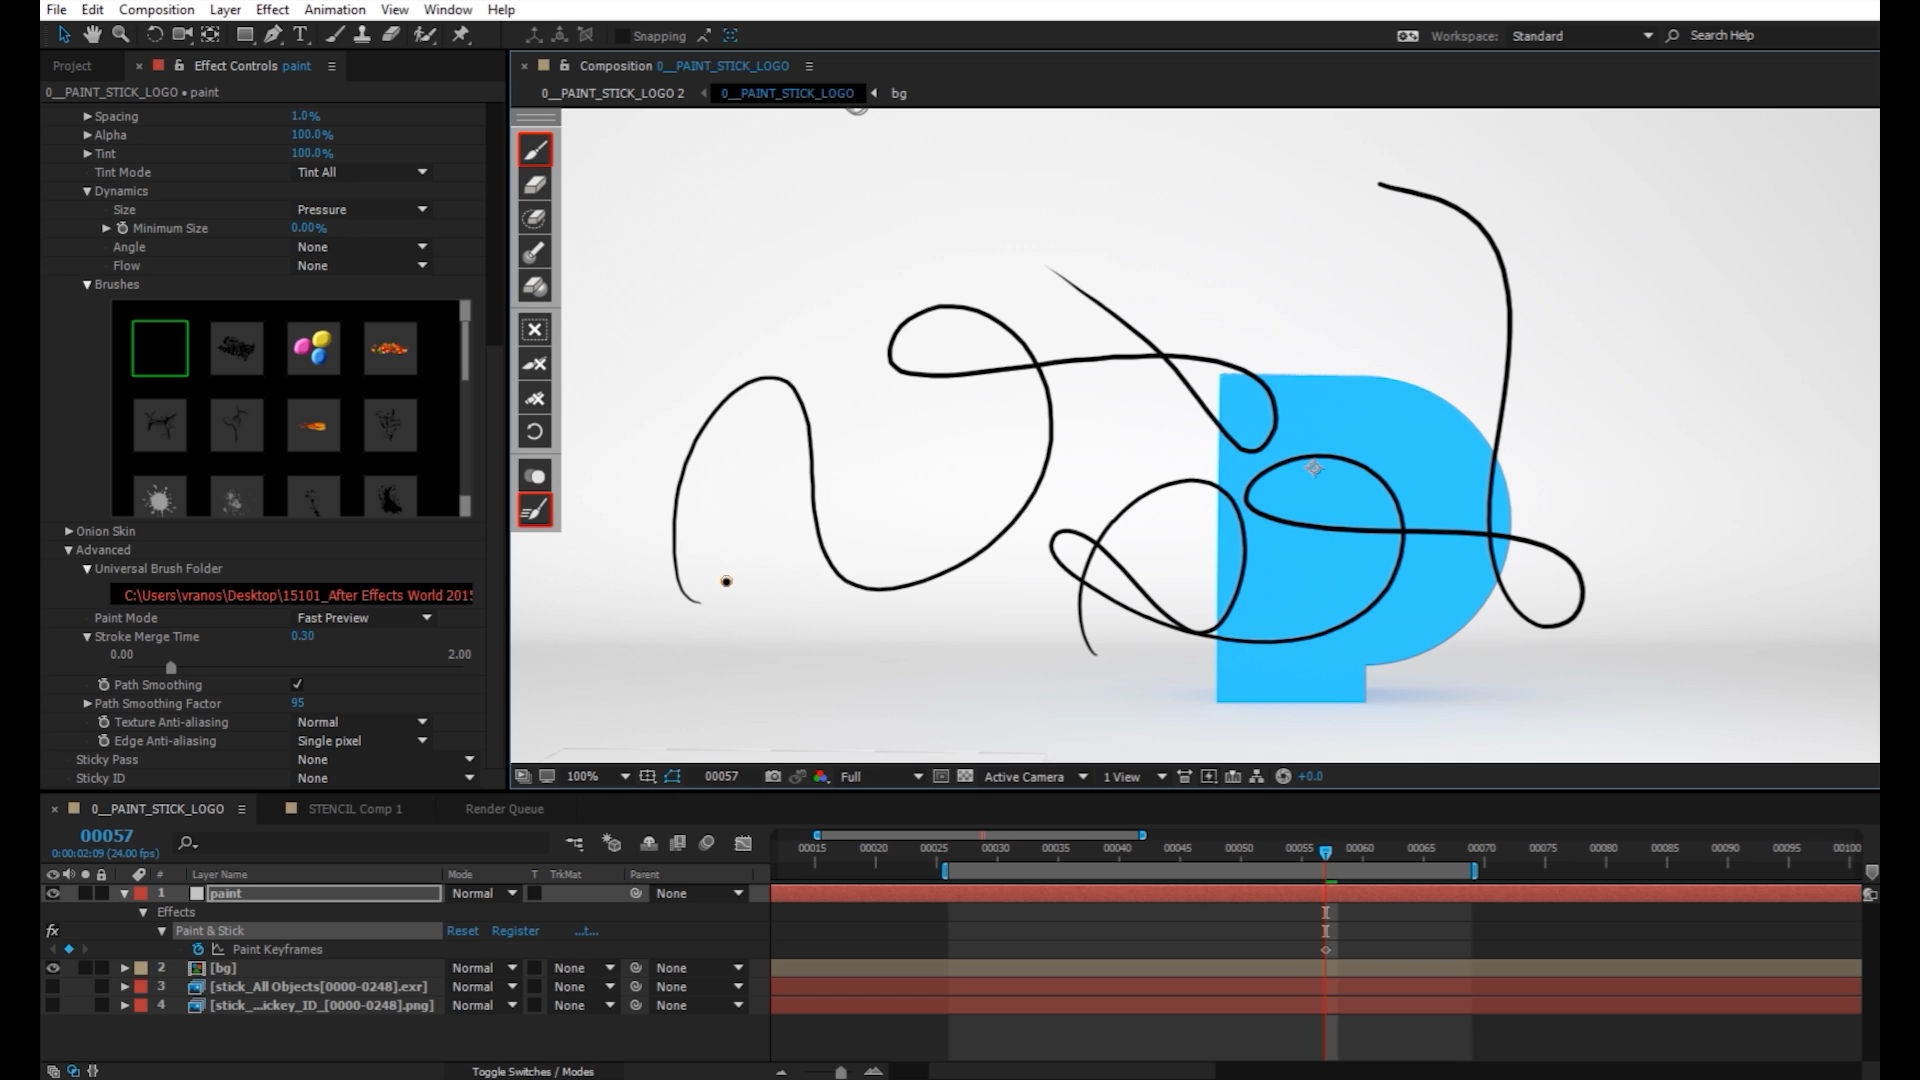 File Edit Composition Layer Effect Animation View Window Help
Snapping Workspace: Standard Search Help
Project Effect Controls paint
0__PAINT_STICK_LOGO • paint
Composition 0__PAINT_STICK_LOGO
0__PAINT_STICK_LOGO 2 0__PAINT_STICK_LOGO bg
Spacing 1.0%
Alpha 100.0%
Tint 100.0%
Tint Mode Tint All
Dynamics
Size Pressure
Minimum Size 0.00%
Angle None
Flow None
Brushes
Onion Skin
Advanced
Universal Brush Folder
C:\Users\vranos\Desktop\15101_After Effects World 2015
Paint Mode Fast Preview
Stroke Merge Time 0.30
0.00 2.00
Path Smoothing
Path Smoothing Factor 95
Texture Anti-aliasing Normal
Edge Anti-aliasing Single pixel
Sticky Pass None
Sticky ID None
100% 00057 Full Active Camera 1 View +0.0
0__PAINT_STICK_LOGO STENCIL Comp 1 Render Queue
00057
0:00:02:09 (24.00 fps)
00015 00020 00025 00030 00035 00040 00045 00050 00055 00060 00065 00070 00075 00080 00085 00090 00095 00100
# Layer Name Mode T TrkMat Parent
1 paint Normal None
Effects
fx Paint & Stick Reset Register ...t...
Paint Keyframes
2 [bg] Normal None None
3 [stick_All Objects[0000-0248].exr] Normal None None
4 [stick_...ickey_ID_[0000-0248].png] Normal None None
Toggle Switches / Modes